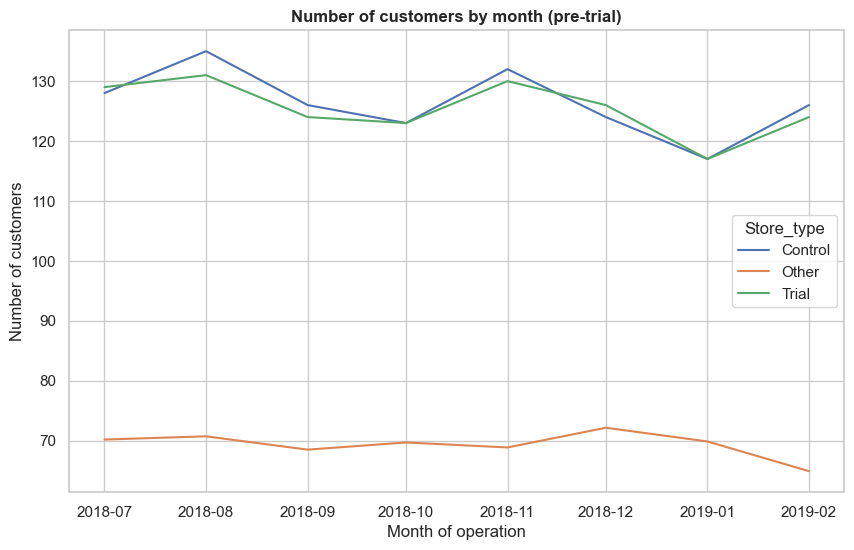 Number of customers by month (pre-trial)
Number of customers
130
120
110
100
90
80
70
Store_type
Control
Other
Trial
2018-07 2018-08 2018-09 2018-10 2018-11 2018-12 2019-01 2019-02
Month of operation